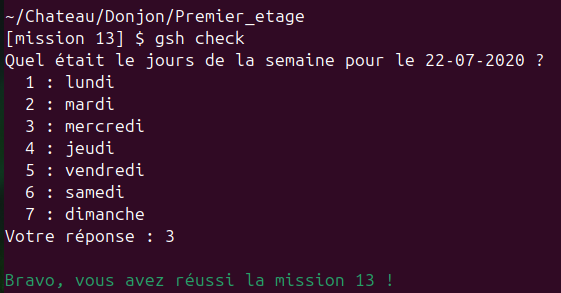 ~/Chateau/Donjon/Premier_etage
[mission 13] $ gsh check
Quel était le jours de la semaine pour le 22-07-2020 ?
  1 : lundi
  2 : mardi
  3 : mercredi
  4 : jeudi
  5 : vendredi
  6 : samedi
  7 : dimanche
Votre réponse : 3
Bravo, vous avez réussi la mission 13 !